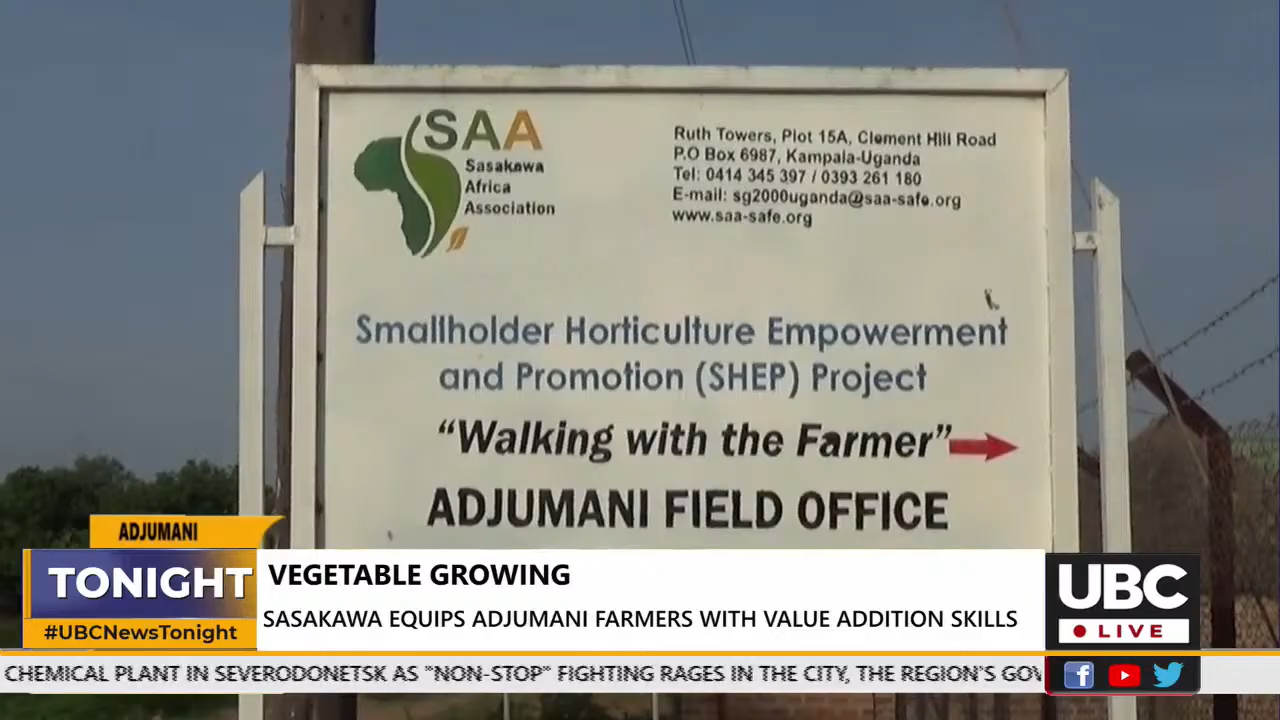 SAA
Sasakawa
Africa
Association
Ruth Towers, Plot 15A, Clement Hill Road
P.O Box 6987, Kampala-Uganda
Tel: 0414 345 397 / 0393 261 180
E-mail: sg2000uganda@saa-safe.org
www.saa-safe.org
Smallholder Horticulture Empowerment
and Promotion (SHEP) Project
“Walking with the Farmer”
ADJUMANI FIELD OFFICE
ADJUMANI
TONIGHT
#UBCNewsTonight
VEGETABLE GROWING
SASAKAWA EQUIPS ADJUMANI FARMERS WITH VALUE ADDITION SKILLS
UBC
LIVE
CHEMICAL PLANT IN SEVERODONETSK AS "NON-STOP" FIGHTING RAGES IN THE CITY, THE REGION'S